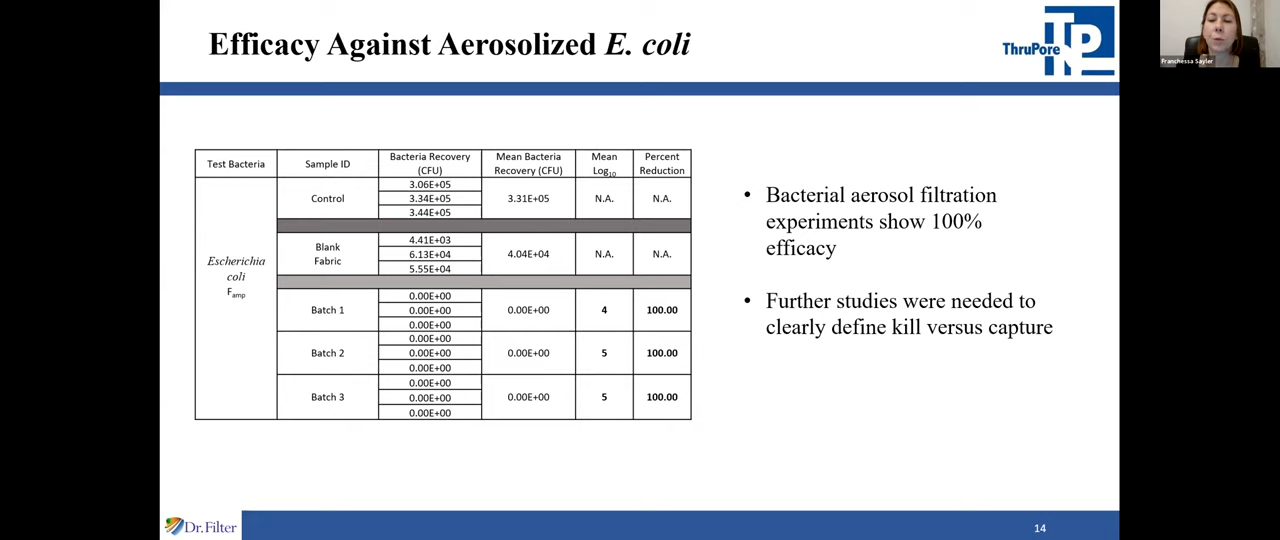 Efficacy Against Aerosolized E. coli
ThruPore
TPT
Franchessa Sayler
Test Bacteria Sample ID Bacteria Recovery (CFU) Mean Bacteria Recovery (CFU) Mean Log10 Percent Reduction
Escherichia coli Famp
Control 3.06E+05 3.31E+05 N.A. N.A.
3.34E+05
3.44E+05
Blank Fabric 4.41E+03 4.04E+04 N.A. N.A.
6.13E+04
5.55E+04
Batch 1 0.00E+00 0.00E+00 4 100.00
0.00E+00
0.00E+00
Batch 2 0.00E+00 0.00E+00 5 100.00
0.00E+00
0.00E+00
Batch 3 0.00E+00 0.00E+00 5 100.00
0.00E+00
0.00E+00
• Bacterial aerosol filtration
experiments show 100%
efficacy
• Further studies were needed to
clearly define kill versus capture
Dr.Filter
14